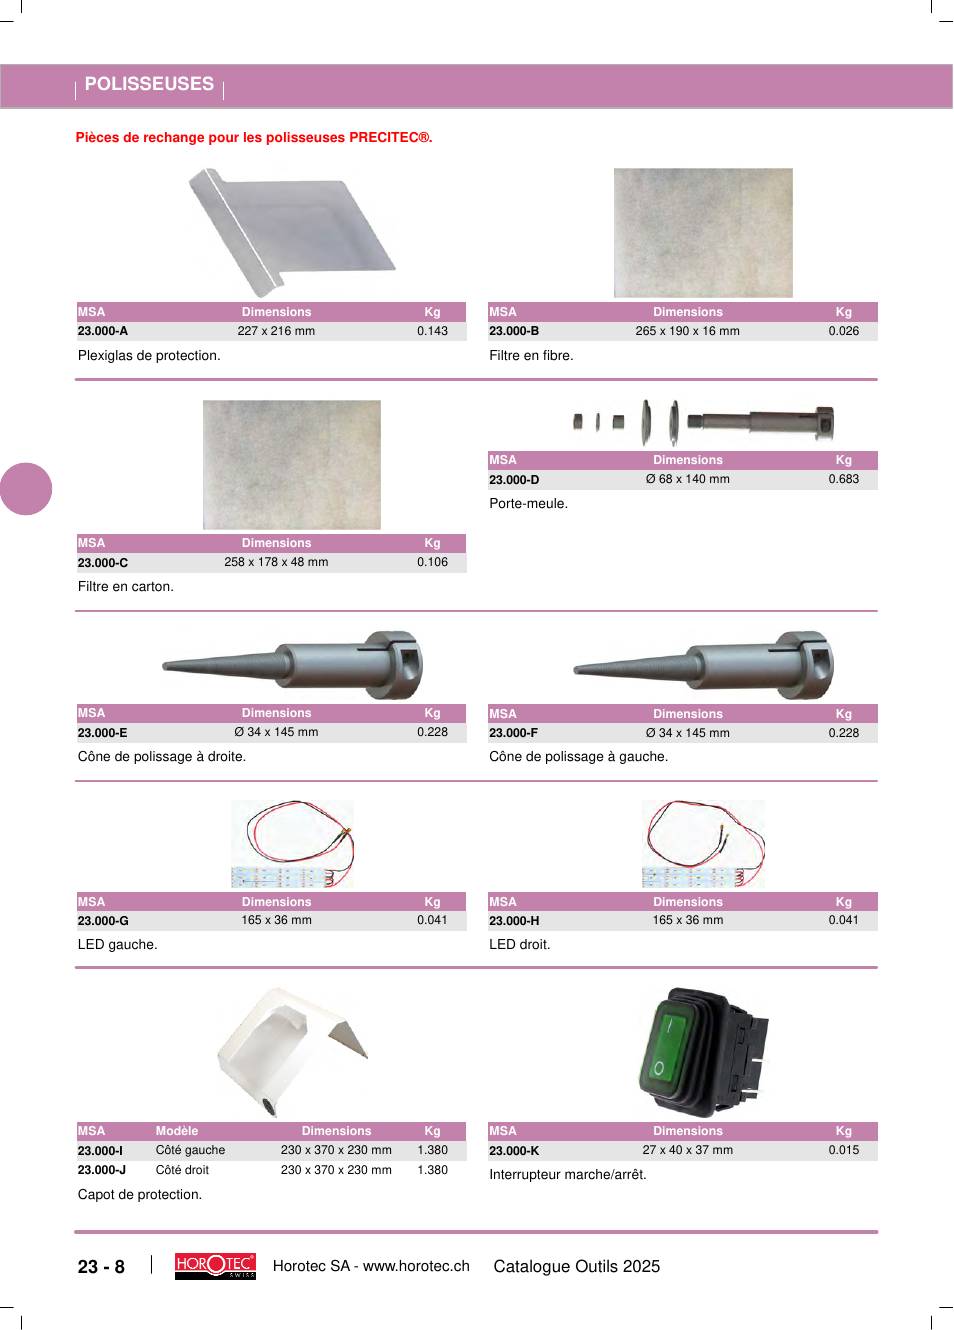 POLISSEUSES
Pièces de rechange pour les polisseuses PRECITEC®.
MSA Dimensions Kg
23.000-A 227 x 216 mm 0.143
Plexiglas de protection.
MSA Dimensions Kg
23.000-B 265 x 190 x 16 mm 0.026
Filtre en fibre.
MSA Dimensions Kg
23.000-C 258 x 178 x 48 mm 0.106
Filtre en carton.
MSA Dimensions Kg
23.000-D Ø 68 x 140 mm 0.683
Porte-meule.
MSA Dimensions Kg
23.000-E Ø 34 x 145 mm 0.228
Cône de polissage à droite.
MSA Dimensions Kg
23.000-F Ø 34 x 145 mm 0.228
Cône de polissage à gauche.
MSA Dimensions Kg
23.000-G 165 x 36 mm 0.041
LED gauche.
MSA Dimensions Kg
23.000-H 165 x 36 mm 0.041
LED droit.
MSA Modèle Dimensions Kg
23.000-I Côté gauche 230 x 370 x 230 mm 1.380
23.000-J Côté droit 230 x 370 x 230 mm 1.380
Capot de protection.
MSA Dimensions Kg
23.000-K 27 x 40 x 37 mm 0.015
Interrupteur marche/arrêt.
23 - 8
HOROTEC®
SWISS
Horotec SA - www.horotec.ch Catalogue Outils 2025